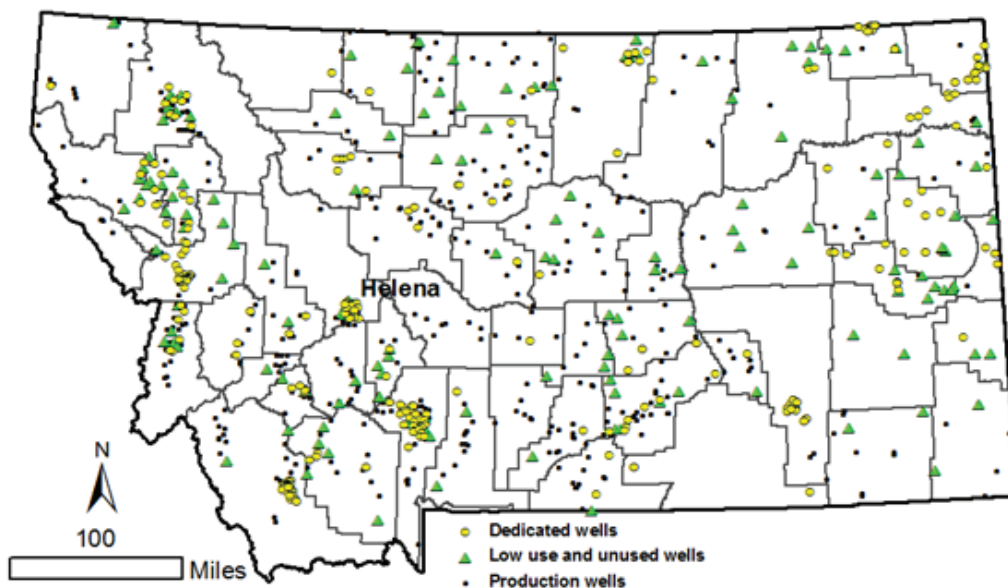 Helena
N
100
Miles
Dedicated wells
Low use and unused wells
Production wells